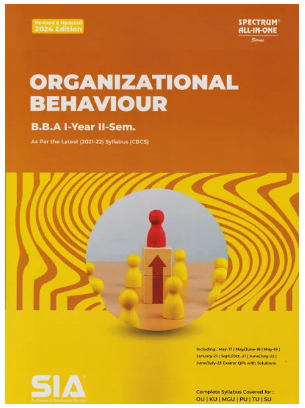 Revised & Updated
2024 Edition
SPECTRUM®
ALL-IN-ONE
Series
ORGANIZATIONAL
BEHAVIOUR
B.B.A I-Year II-Sem.
As Per the Latest (2021-22) Syllabus (CBCS)
SIA
Complete Syllabus Covered for :
OU | KU | MGU | PU | TU | SU